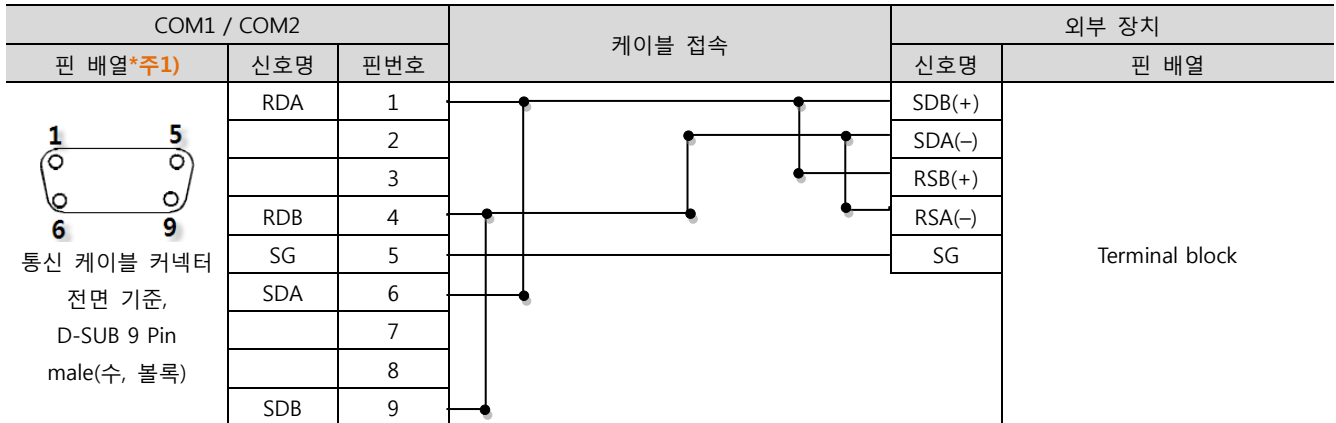 COM1 / COM2 케이블 접속 외부 장치
핀 배열*주1) 신호명 핀번호 신호명 핀 배열
RDA 1 SDB(+)
1 5
2 SDA(–)
3 RSB(+)
6 9
RDB 4 RSA(–)
통신 케이블 커넥터
전면 기준,
D-SUB 9 Pin
male(수, 볼록)
SG 5 SG Terminal block
SDA 6
7
8
SDB 9